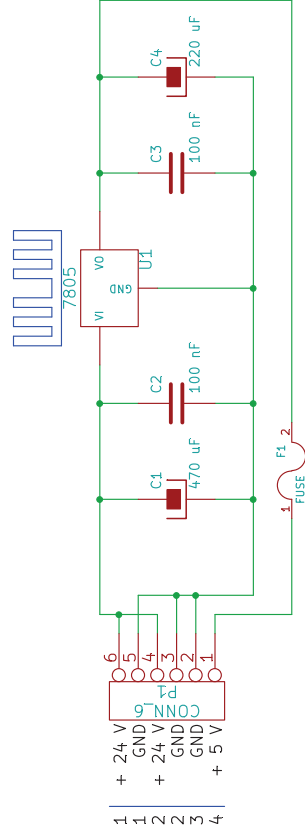 C4
220 uF
C3
100 nF
7805
U1
VO
GND
VI
C2
100 nF
C1
470 uF
F1
FUSE
2
1
6
5
4
3
2
1
P1
CONN_6
+ 24 V
GND
+ 24 V
GND
GND
+ 5 V
1
1
2
2
3
4